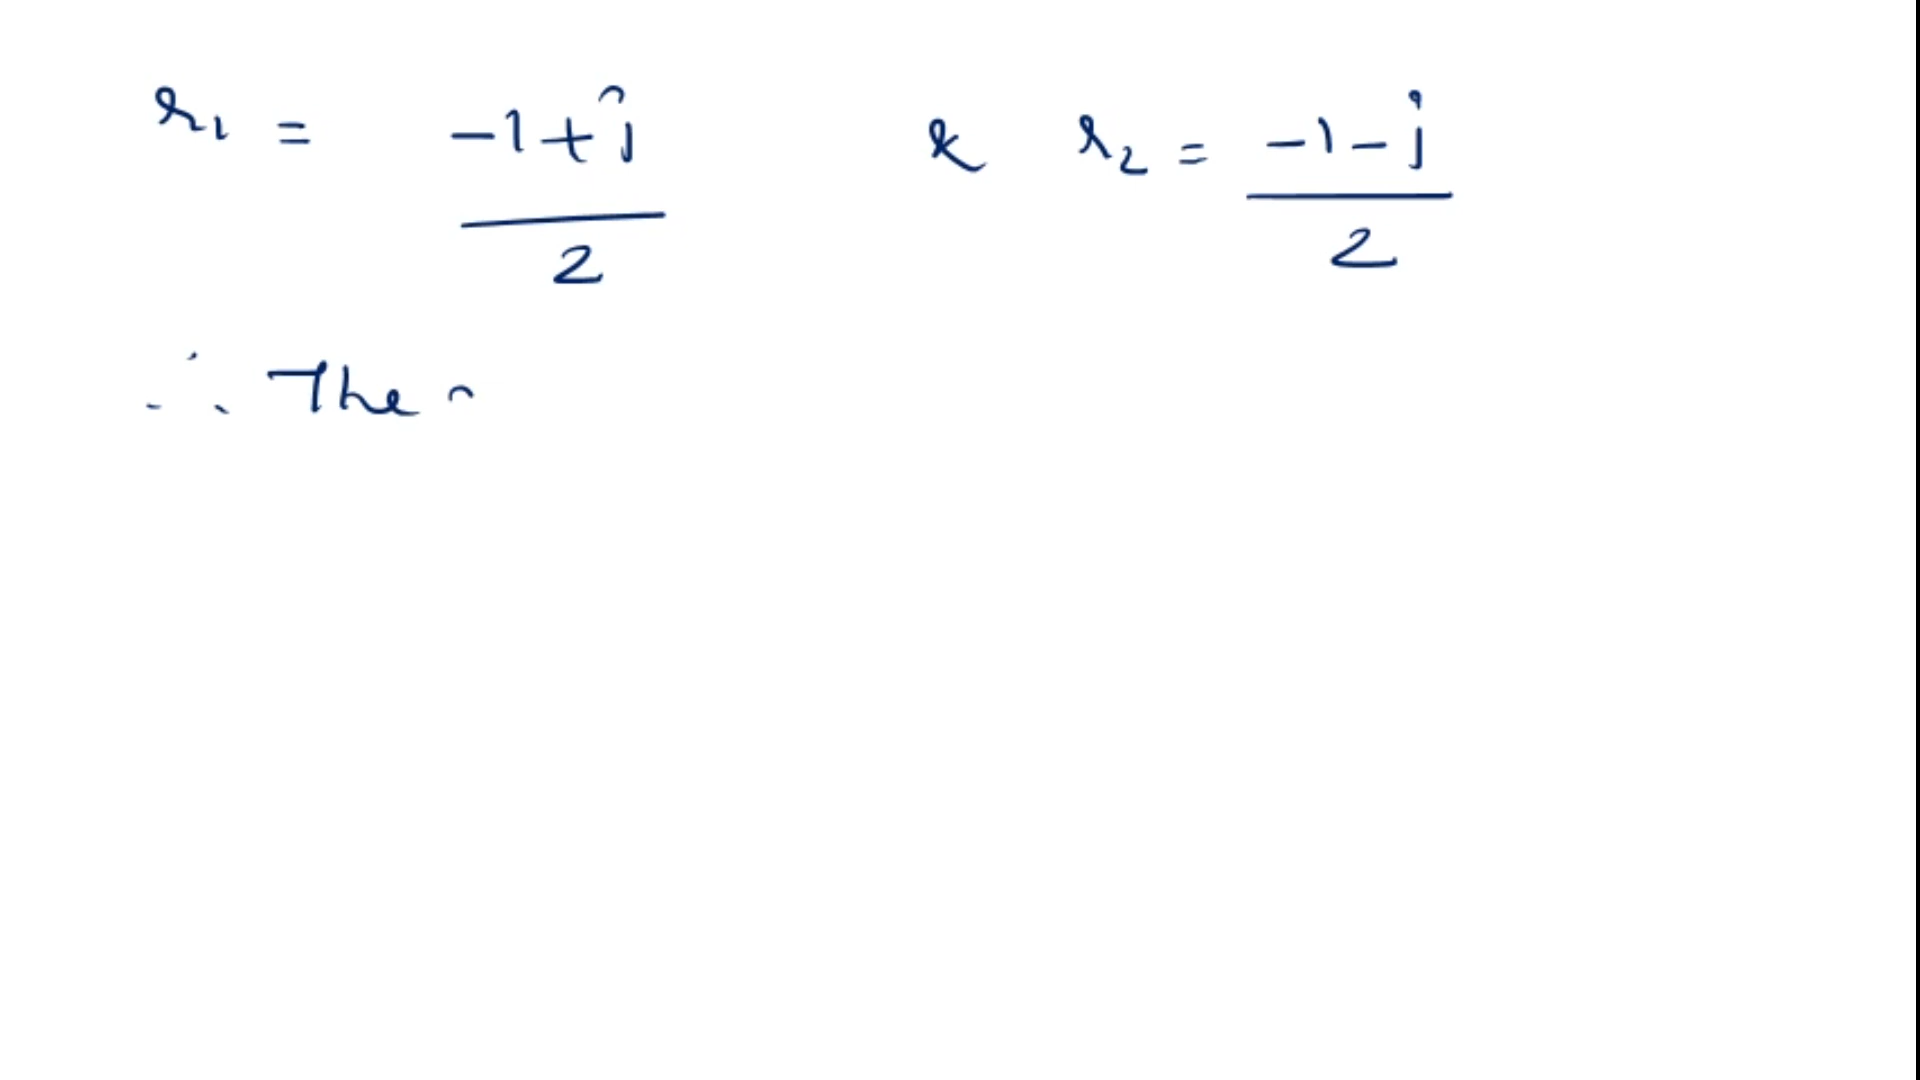 r₁ = (-1+j)/2 & r₂ = (-1-j)/2
∴ The